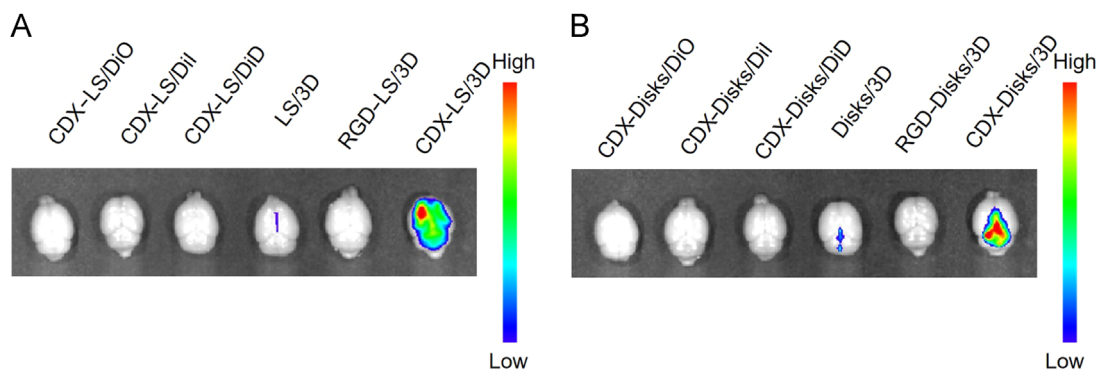 A
CDX-LS/DiO
CDX-LS/DiI
CDX-LS/DiD
LS/3D
RGD-LS/3D
CDX-LS/3D
High
Low
B
CDX-Disks/DiO
CDX-Disks/DiI
CDX-Disks/DiD
Disks/3D
RGD-Disks/3D
CDX-Disks/3D
High
Low